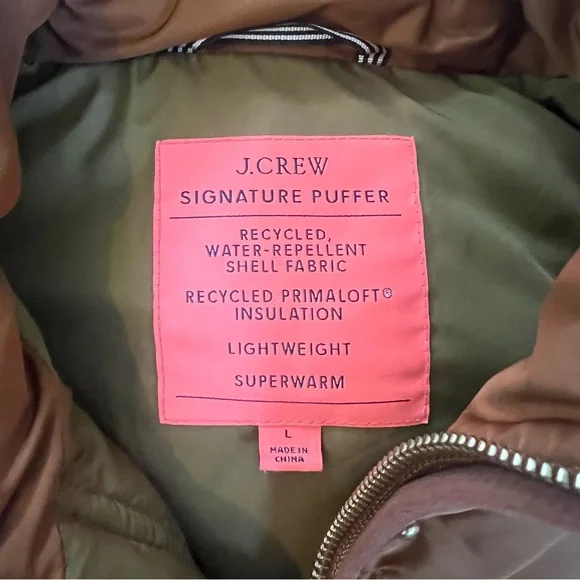 J.CREW
SIGNATURE PUFFER
RECYCLED,
WATER-REPELLENT
SHELL FABRIC
RECYCLED PRIMALOFT®
INSULATION
LIGHTWEIGHT
SUPERWARM
L
MADE IN
CHINA